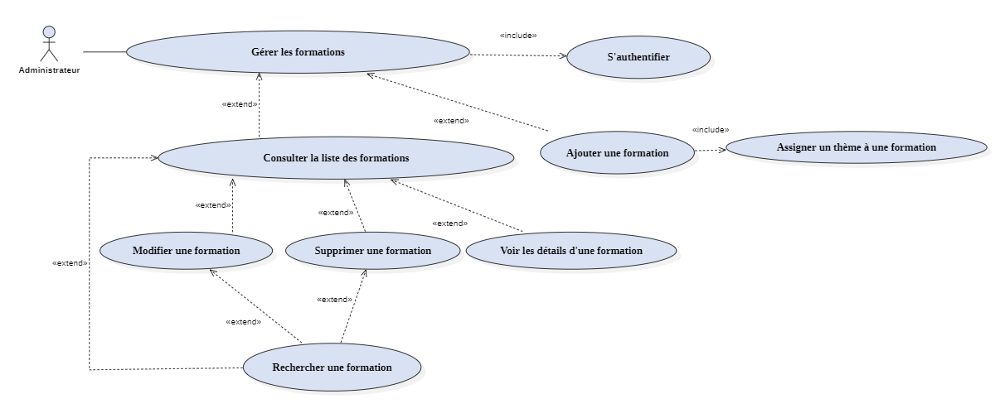 «include»
Gérer les formations
S'authentifier
Administrateur
«extend»
«extend»
«include»
Consulter la liste des formations
Ajouter une formation
Assigner un thème à une formation
«extend»
«extend»
«extend»
Modifier une formation
Supprimer une formation
Voir les détails d'une formation
«extend»
«extend»
«extend»
Rechercher une formation